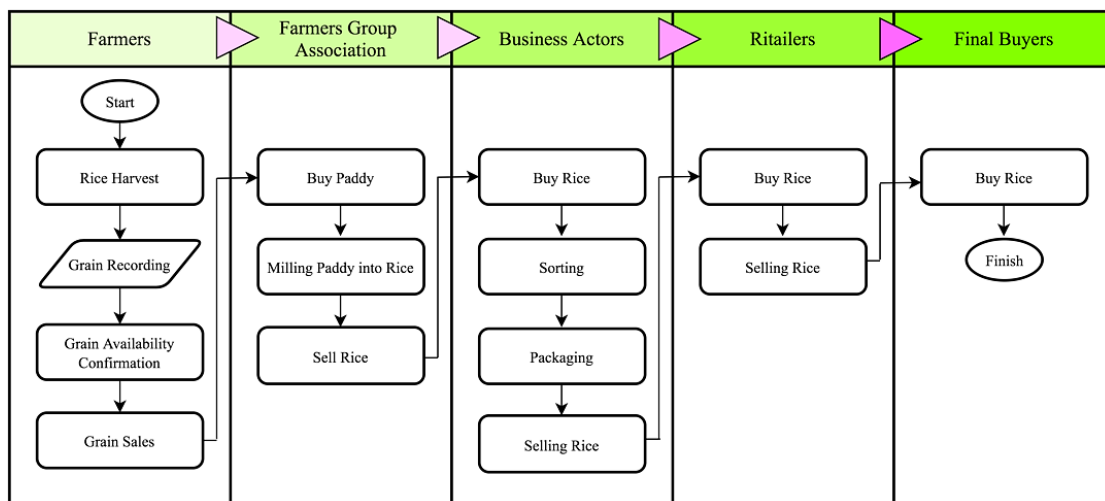 Farmers
Farmers Group
Association
Business Actors
Ritailers
Final Buyers
Start
Rice Harvest
Grain Recording
Grain Availability
Confirmation
Grain Sales
Buy Paddy
Milling Paddy into Rice
Sell Rice
Buy Rice
Sorting
Packaging
Selling Rice
Buy Rice
Selling Rice
Buy Rice
Finish